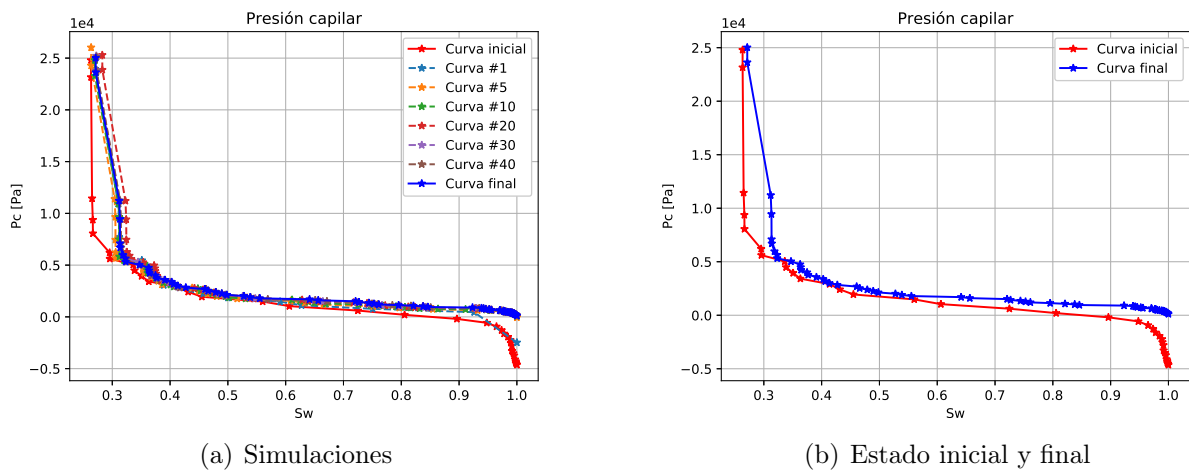 Presión capilar
1e4
2.5
2.0
1.5
1.0
0.5
0.0
−0.5
Pc [Pa]
0.3 0.4 0.5 0.6 0.7 0.8 0.9 1.0
Sw
Curva inicial
Curva #1
Curva #5
Curva #10
Curva #20
Curva #30
Curva #40
Curva final
(a) Simulaciones
Presión capilar
1e4
2.5
2.0
1.5
1.0
0.5
0.0
−0.5
Pc [Pa]
0.3 0.4 0.5 0.6 0.7 0.8 0.9 1.0
Sw
Curva inicial
Curva final
(b) Estado inicial y final